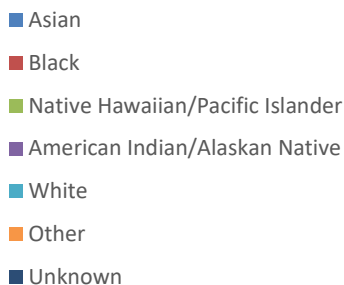 Asian
Black
Native Hawaiian/Pacific Islander
American Indian/Alaskan Native
White
Other
Unknown